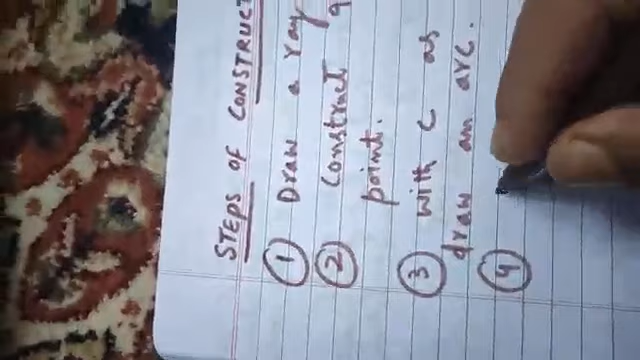 STEPS OF CONSTRUCT
① Draw a ray
② Construct
point.
③ with C as
draw an arc.
④